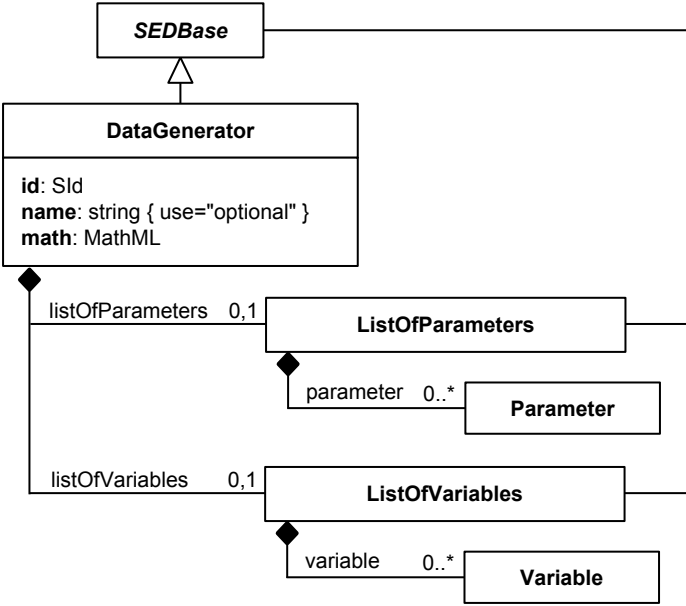 SEDBase
DataGenerator
id: SId
name: string { use="optional" }
math: MathML
listOfParameters 0,1
ListOfParameters
parameter 0..*
Parameter
listOfVariables 0,1
ListOfVariables
variable 0..*
Variable